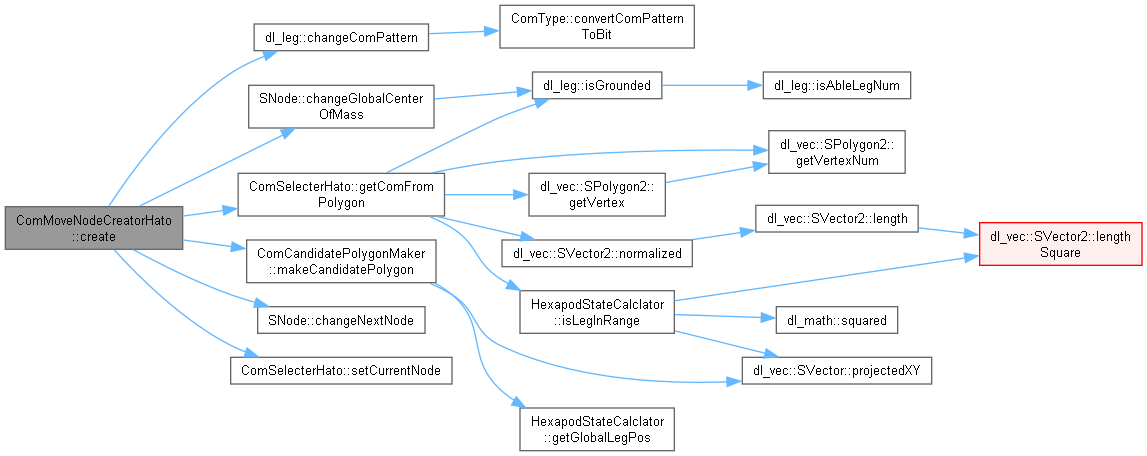 ComMoveNodeCreatorHato
::create
dl_leg::changeComPattern
ComType::convertComPattern
ToBit
SNode::changeGlobalCenter
OfMass
dl_leg::isGrounded
dl_leg::isAbleLegNum
ComSelecterHato::getComFrom
Polygon
dl_vec::SPolygon2::
getVertexNum
dl_vec::SPolygon2::
getVertex
dl_vec::SVector2::normalized
dl_vec::SVector2::length
dl_vec::SVector2::length
Square
ComCandidatePolygonMaker
::makeCandidatePolygon
HexapodStateCalclator
::isLegInRange
dl_math::squared
SNode::changeNextNode
dl_vec::SVector::projectedXY
ComSelecterHato::setCurrentNode
HexapodStateCalclator
::getGlobalLegPos